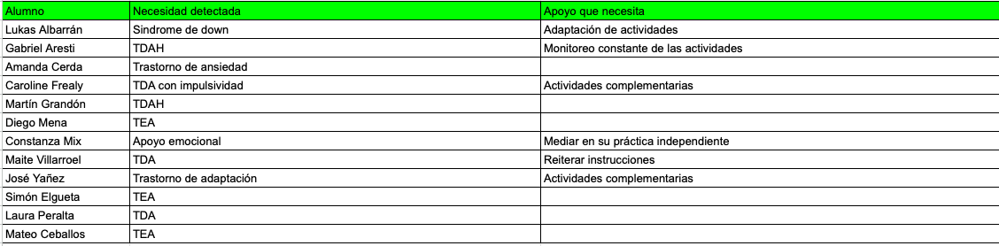 Alumno Necesidad detectada Apoyo que necesita
Lukas Albarrán Sindrome de down Adaptación de actividades
Gabriel Aresti TDAH Monitoreo constante de las actividades
Amanda Cerda Trastorno de ansiedad
Caroline Frealy TDA con impulsividad Actividades complementarias
Martín Grandón TDAH
Diego Mena TEA
Constanza Mix Apoyo emocional Mediar en su práctica independiente
Maite Villarroel TDA Reiterar instrucciones
José Yañez Trastorno de adaptación Actividades complementarias
Simón Elgueta TEA
Laura Peralta TDA
Mateo Ceballos TEA